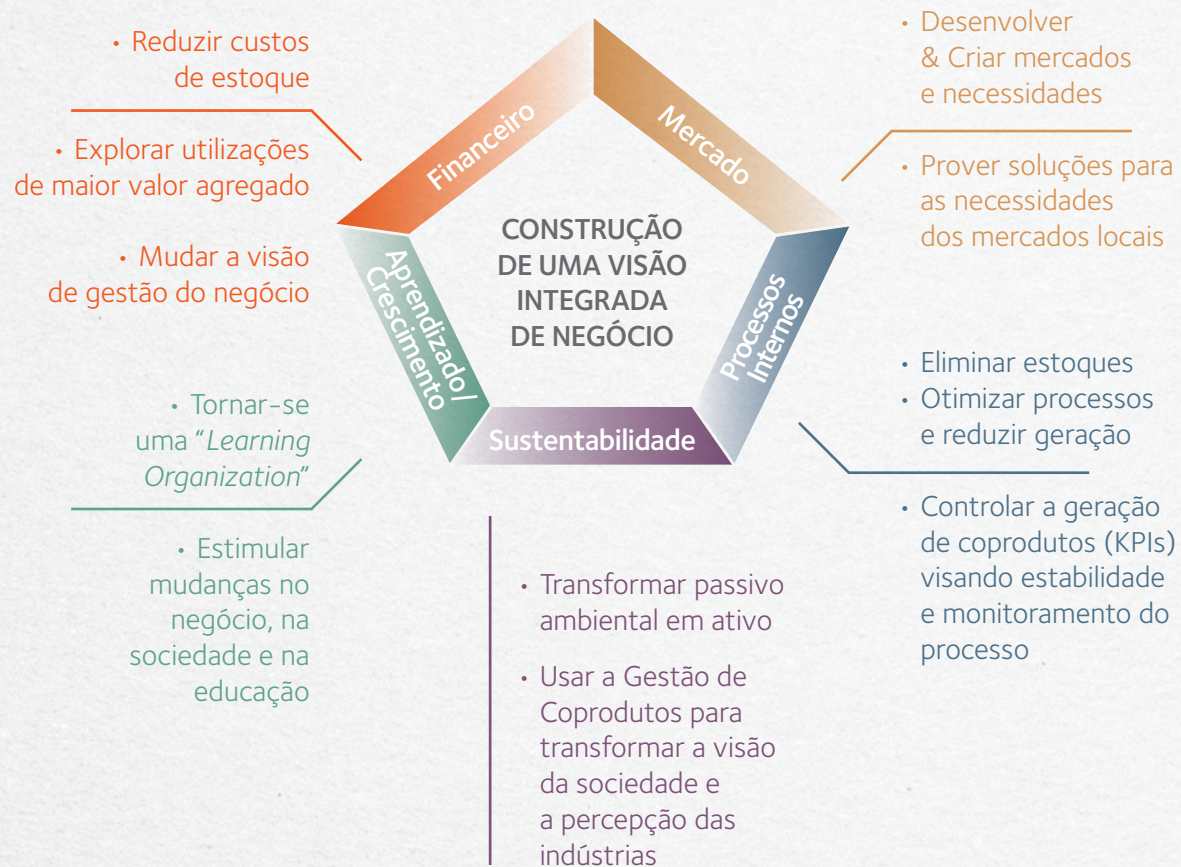 • Reduzir custos
de estoque
• Explorar utilizações
de maior valor agregado
• Mudar a visão
de gestão do negócio
Financeiro
Mercado
• Desenvolver
& Criar mercados
e necessidades
• Prover soluções para
as necessidades
dos mercados locais
CONSTRUÇÃO
DE UMA VISÃO
INTEGRADA
DE NEGÓCIO
Aprendizado/
Crescimento
Processos
Internos
Sustentabilidade
• Tornar-se
uma “Learning
Organization”
• Estimular
mudanças no
negócio, na
sociedade e na
educação
• Transformar passivo
ambiental em ativo
• Usar a Gestão de
Coprodutos para
transformar a visão
da sociedade e
a percepção das
indústrias
• Eliminar estoques
• Otimizar processos
e reduzir geração
• Controlar a geração
de coprodutos (KPIs)
visando estabilidade
e monitoramento do
processo